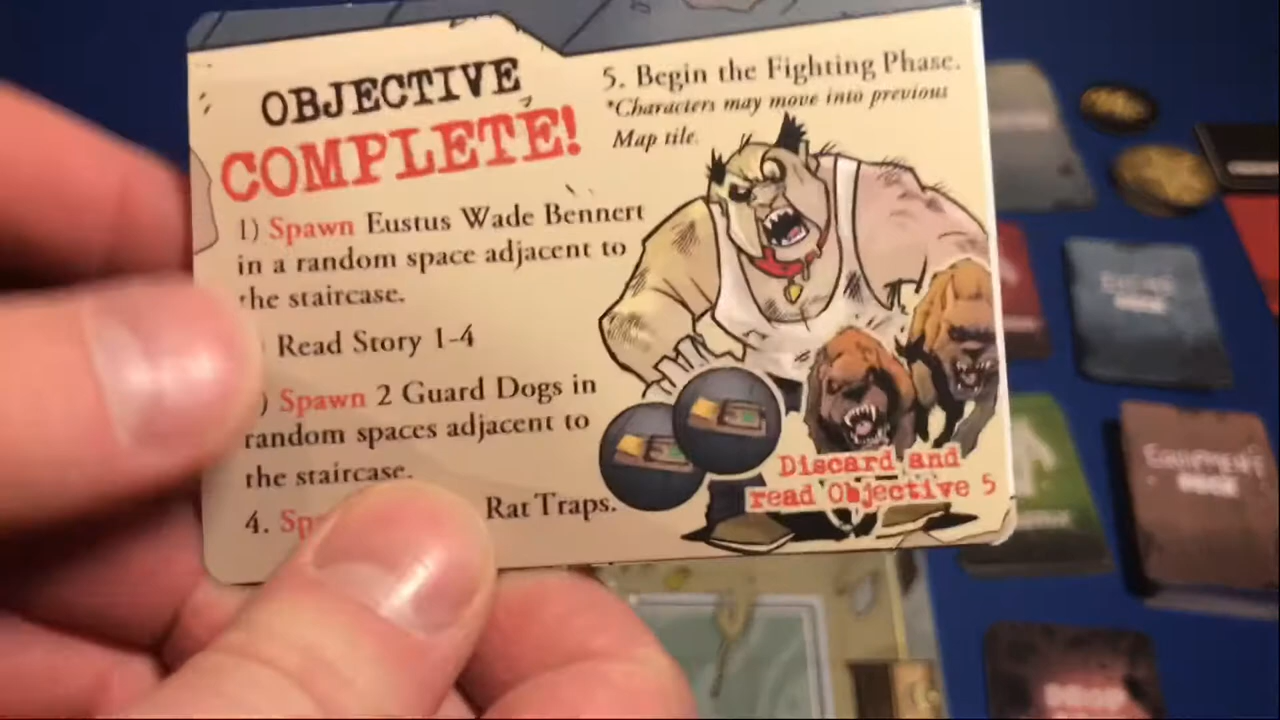 OBJECTIVE
COMPLETE!
1) Spawn Eustus Wade Bennert
in a random space adjacent to
the staircase.
) Read Story 1-4
) Spawn 2 Guard Dogs in
random spaces adjacent to
the staircase.
4. Rat Traps.
5. Begin the Fighting Phase.
*Characters may move into previous
Map tile.
Discard and
read Objective 5
EQUIPMENT
DECK